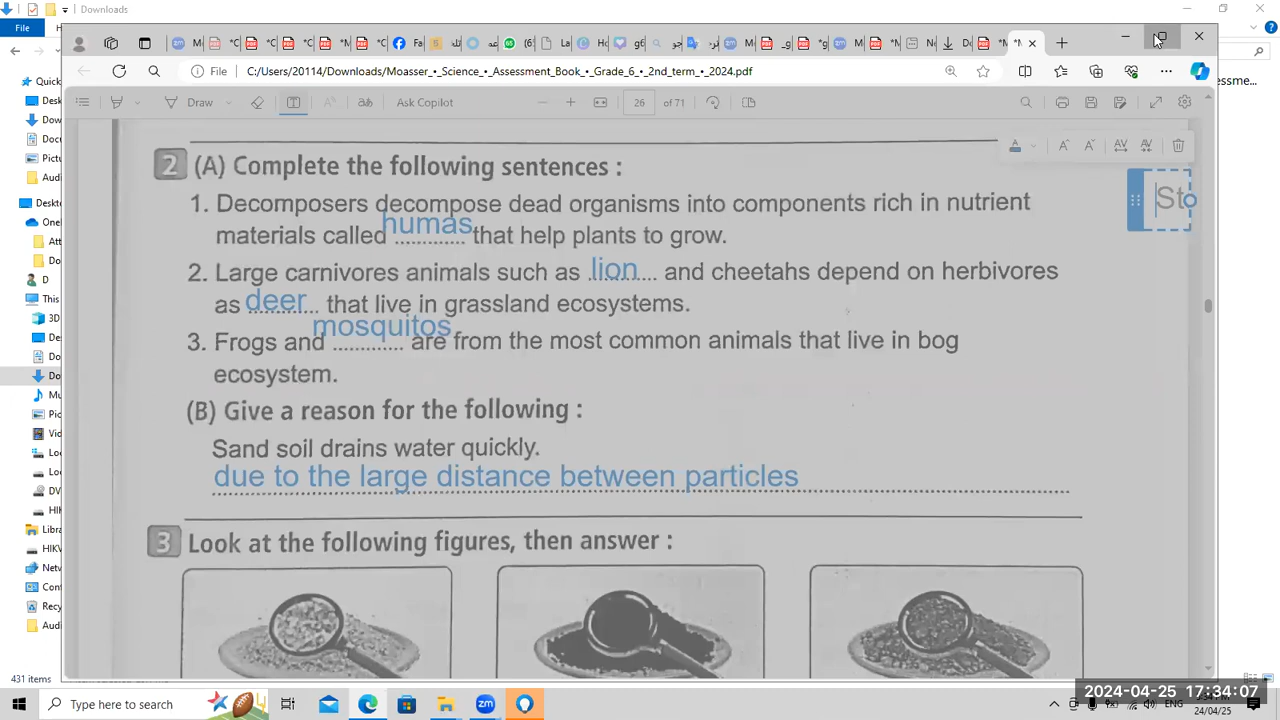 Downloads
File
C:/Users/20114/Downloads/Moasser_•_Science_•_Assessment_Book_•_Grade_6_•_2nd_term_•_2024.pdf
Draw
Ask Copilot
26 of 71
2 (A) Complete the following sentences :
1. Decomposers decompose dead organisms into components rich in nutrient
materials called humas that help plants to grow.
2. Large carnivores animals such as lion and cheetahs depend on herbivores
as deer that live in grassland ecosystems.
3. Frogs and mosquitos are from the most common animals that live in bog
ecosystem.
(B) Give a reason for the following :
Sand soil drains water quickly.
due to the large distance between particles
3 Look at the following figures, then answer :
St
431 items
Type here to search
ENG
24/04/25
2024-04-25 17:34:07